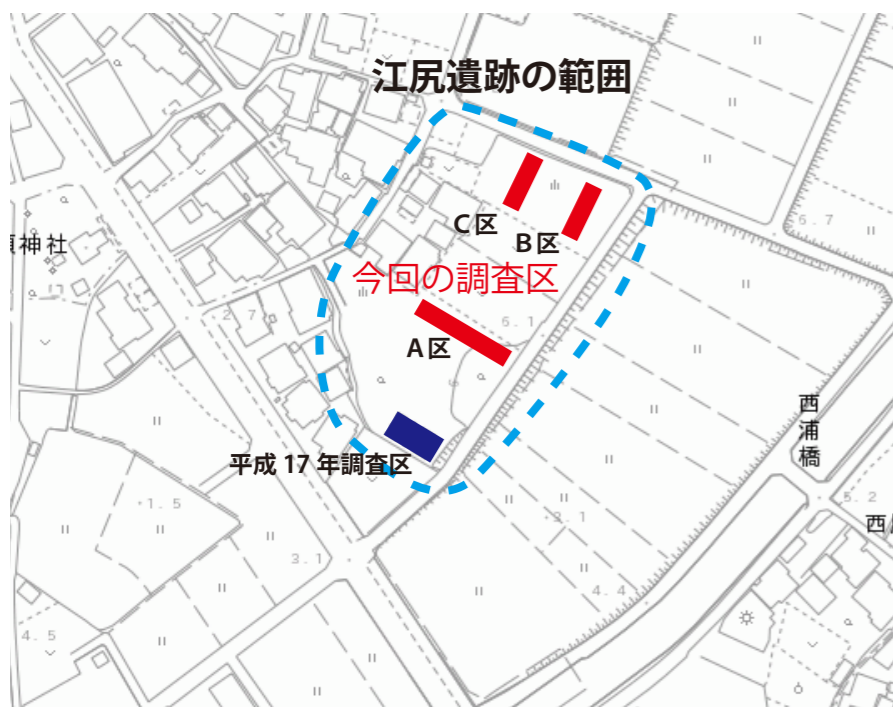 江尻遺跡の範囲
C区
B区
6.7
神社
今回の調査区
2.7
6.1
A区
西浦橋
平成 17 年調査区
1.5
2.1
5.2
西
3.1
4.4
4.5